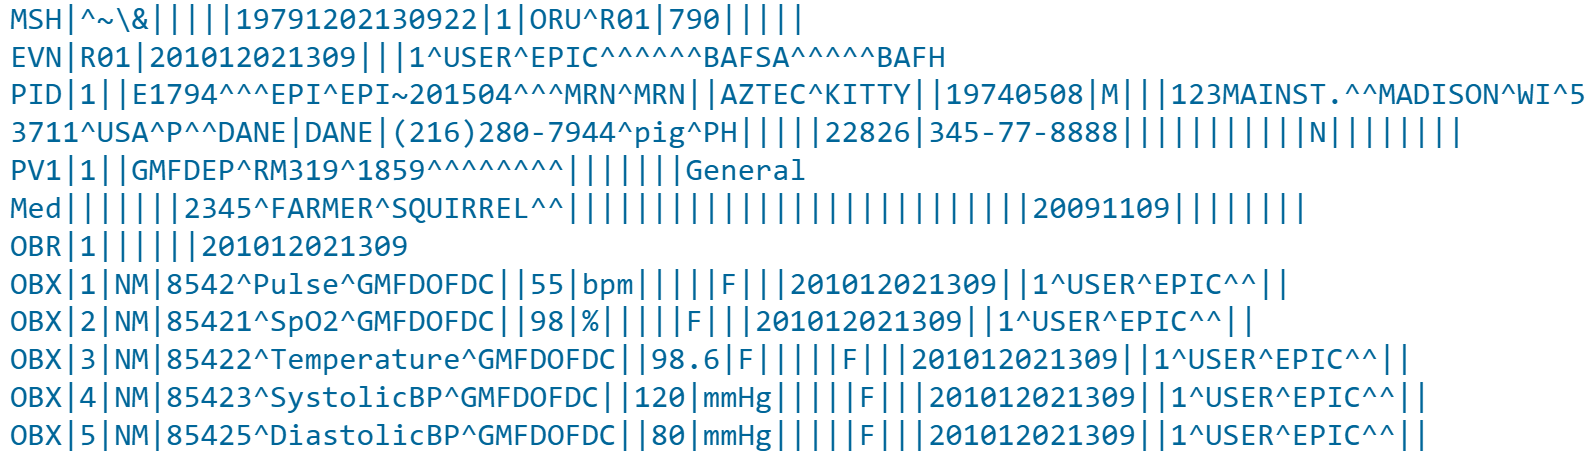 MSH|^~\&|||||19791202130922|1|ORU^R01|790|||||
EVN|R01|201012021309|||1^USER^EPIC^^^^^^BAFSA^^^^^BAFH
PID|1||E1794^^^EPI^EPI~201504^^^MRN^MRN||AZTEC^KITTY||19740508|M|||123MAINST.^^MADISON^WI^5
3711^USA^P^^DANE|DANE|(216)280-7944^pig^PH|||||22826|345-77-8888|||||||||||N||||||||
PV1|1||GMFDEP^RM319^1859^^^^^^^^|||||||General
Med|||||||2345^FARMER^SQUIRREL^^|||||||||||||||||||||||||||20091109||||||||
OBR|1||||||201012021309
OBX|1|NM|8542^Pulse^GMFDOFDC||55|bpm|||||F|||201012021309||1^USER^EPIC^^||
OBX|2|NM|85421^SpO2^GMFDOFDC||98|%|||||F|||201012021309||1^USER^EPIC^^||
OBX|3|NM|85422^Temperature^GMFDOFDC||98.6|F|||||F|||201012021309||1^USER^EPIC^^||
OBX|4|NM|85423^SystolicBP^GMFDOFDC||120|mmHg|||||F|||201012021309||1^USER^EPIC^^||
OBX|5|NM|85425^DiastolicBP^GMFDOFDC||80|mmHg|||||F|||201012021309||1^USER^EPIC^^||